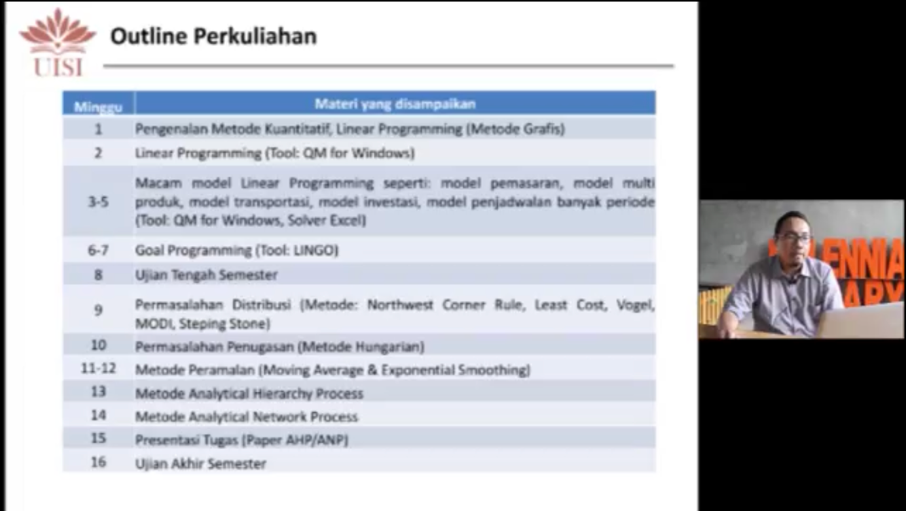 UISI
Outline Perkuliahan
Minggu Materi yang disampaikan
1 Pengenalan Metode Kuantitatif, Linear Programming (Metode Grafis)
2 Linear Programming (Tool: QM for Windows)
3-5 Macam model Linear Programming seperti: model pemasaran, model multi
produk, model transportasi, model investasi, model penjadwalan banyak periode
(Tool: QM for Windows, Solver Excel)
6-7 Goal Programming (Tool: LINGO)
8 Ujian Tengah Semester
9 Permasalahan Distribusi (Metode: Northwest Corner Rule, Least Cost, Vogel,
MODI, Steping Stone)
10 Permasalahan Penugasan (Metode Hungarian)
11-12 Metode Peramalan (Moving Average & Exponential Smoothing)
13 Metode Analytical Hierarchy Process
14 Metode Analytical Network Process
15 Presentasi Tugas (Paper AHP/ANP)
16 Ujian Akhir Semester